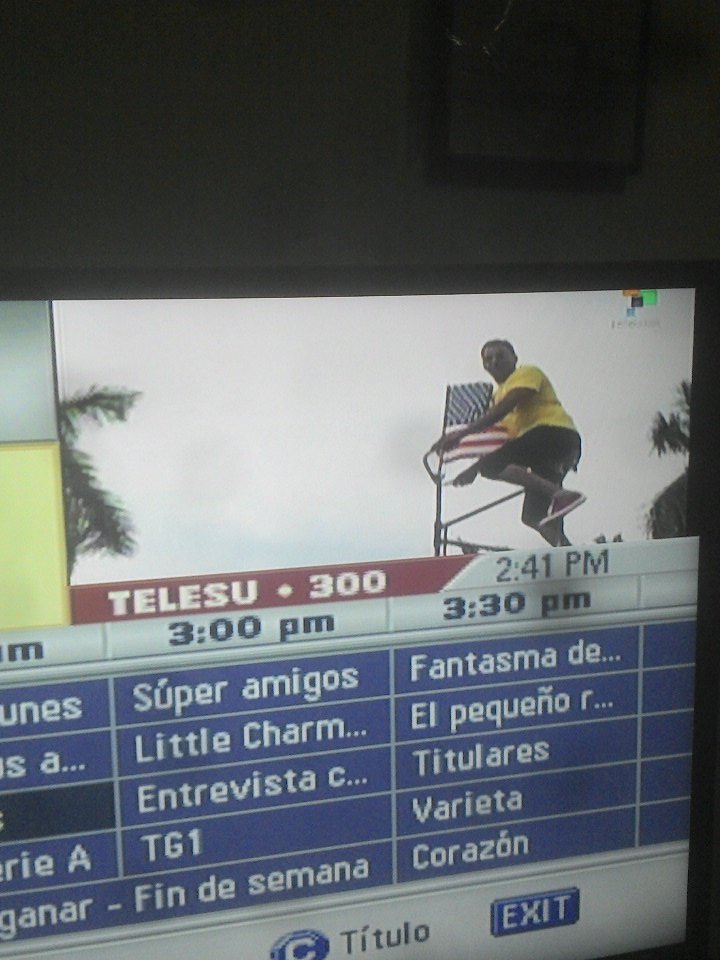 TELESU • 300
2:41 PM
3:00 pm
3:30 pm
unes
Súper amigos
Fantasma de...
us a...
Little Charm...
El pequeño r...
Entrevista c...
Titulares
erie A
TG1
Varieta
ganar - Fin de semana
Corazón
C Título
EXIT